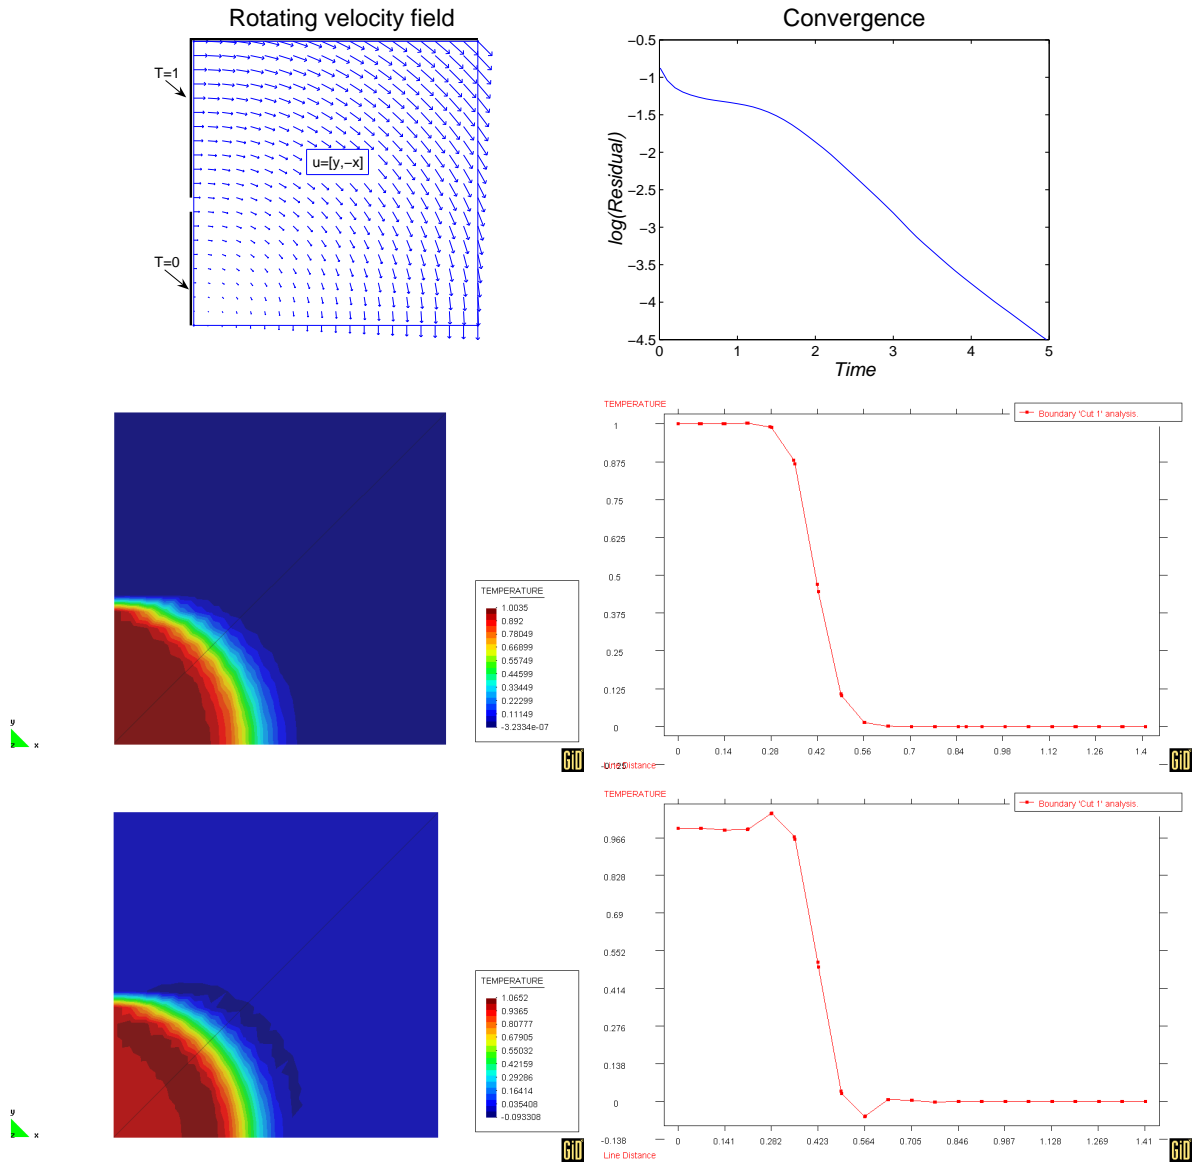 Rotating velocity field
T=1
u=[y,−x]
T=0
Convergence
−0.5
−1
−1.5
−2
−2.5
−3
−3.5
−4
−4.5
0 1 2 3 4 5
log(Residual)
Time
TEMPERATURE
1.0035
0.892
0.78049
0.66899
0.55749
0.44599
0.33449
0.22299
0.11149
-3.2334e-07
y
z x
GiD
TEMPERATURE
Boundary 'Cut 1' analysis.
1
0.875
0.75
0.625
0.5
0.375
0.25
0.125
0
-0.125
0 0.14 0.28 0.42 0.56 0.7 0.84 0.98 1.12 1.26 1.4
Line Distance
GiD
TEMPERATURE
1.0652
0.9365
0.80777
0.67905
0.55032
0.42159
0.29286
0.16414
0.035408
-0.093308
y
z x
GiD
TEMPERATURE
Boundary 'Cut 1' analysis.
0.966
0.828
0.69
0.552
0.414
0.276
0.138
0
-0.138
0 0.141 0.282 0.423 0.564 0.705 0.846 0.987 1.128 1.269 1.41
Line Distance
GiD